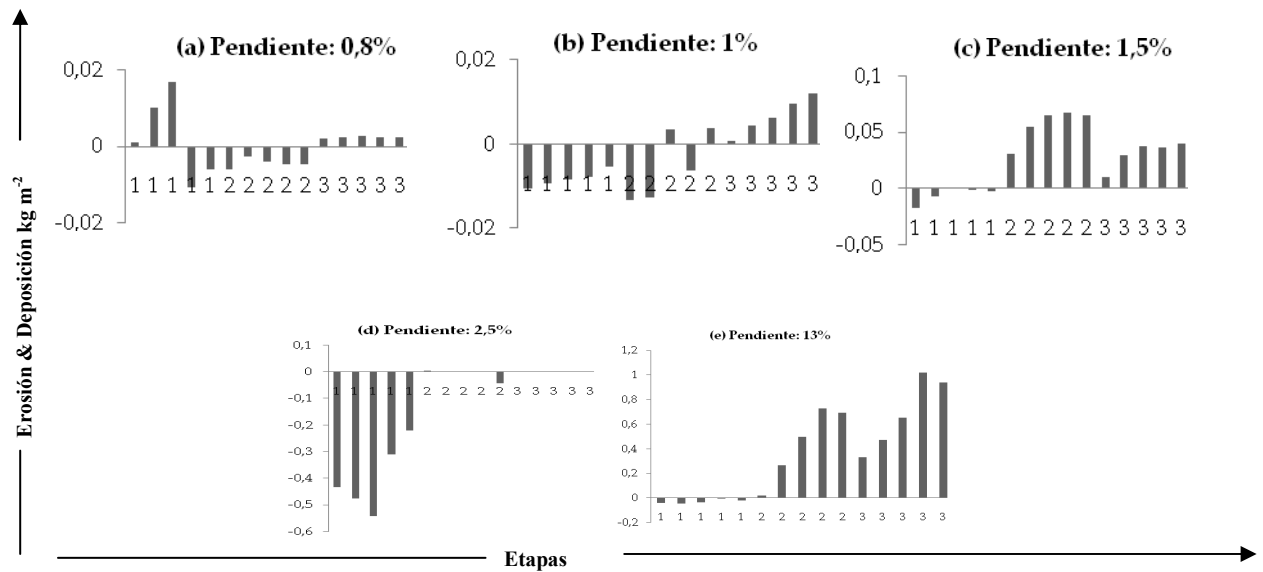 Erosión & Deposición kg m-2
(a) Pendiente: 0,8%
0,02
0
-0,02
1 1 1 1 1 2 2 2 2 2 3 3 3 3 3
(b) Pendiente: 1%
0,02
0
-0,02
1 1 1 1 1 2 2 2 2 2 3 3 3 3 3
(c) Pendiente: 1,5%
0,1
0,05
0
-0,05
1 1 1 1 1 2 2 2 2 2 3 3 3 3 3
(d) Pendiente: 2,5%
0,1
0
-0,1
-0,2
-0,3
-0,4
-0,5
-0,6
1 1 1 1 1 2 2 2 2 2 3 3 3 3 3
(e) Pendiente: 13%
1,2
1
0,8
0,6
0,4
0,2
0
-0,2
1 1 1 1 1 2 2 2 2 2 3 3 3 3 3
Etapas